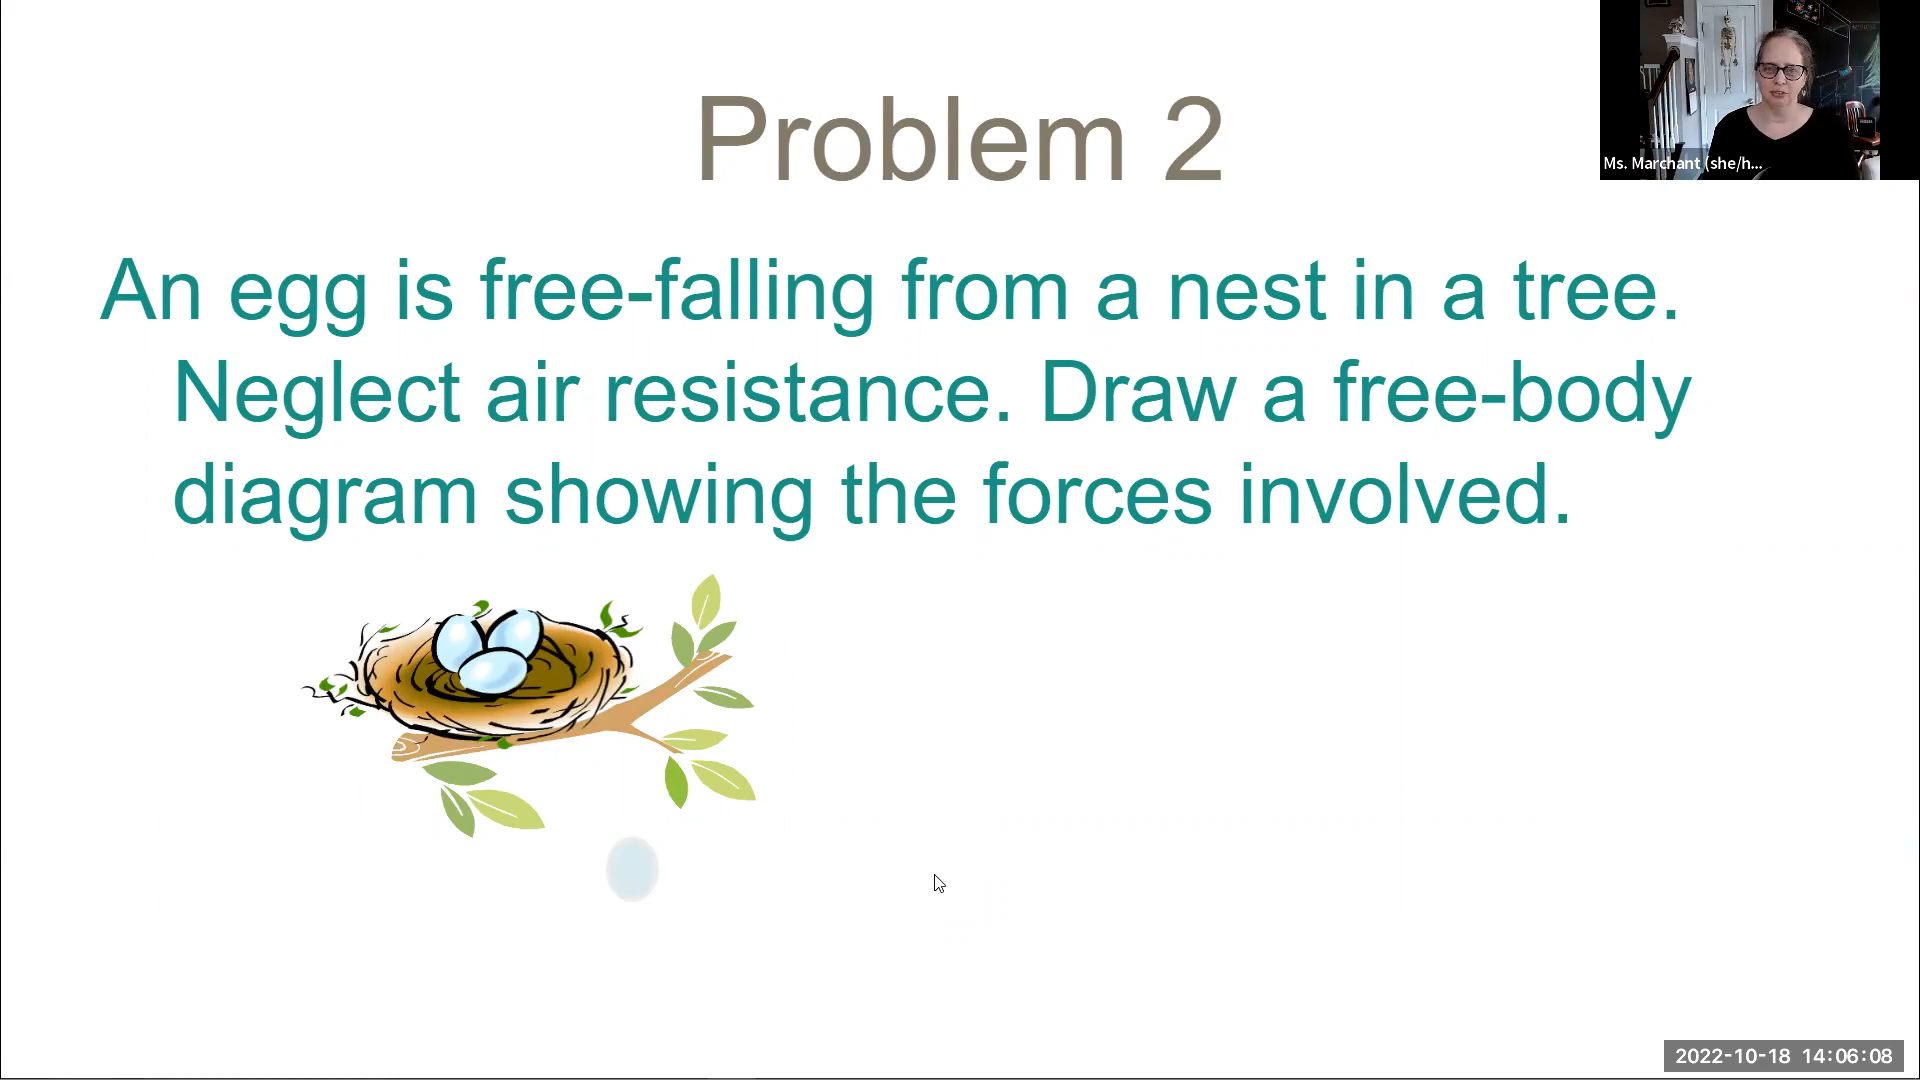 Problem 2
Ms. Marchant (she/h...
An egg is free-falling from a nest in a tree.
Neglect air resistance. Draw a free-body
diagram showing the forces involved.
2022-10-18 14:06:08